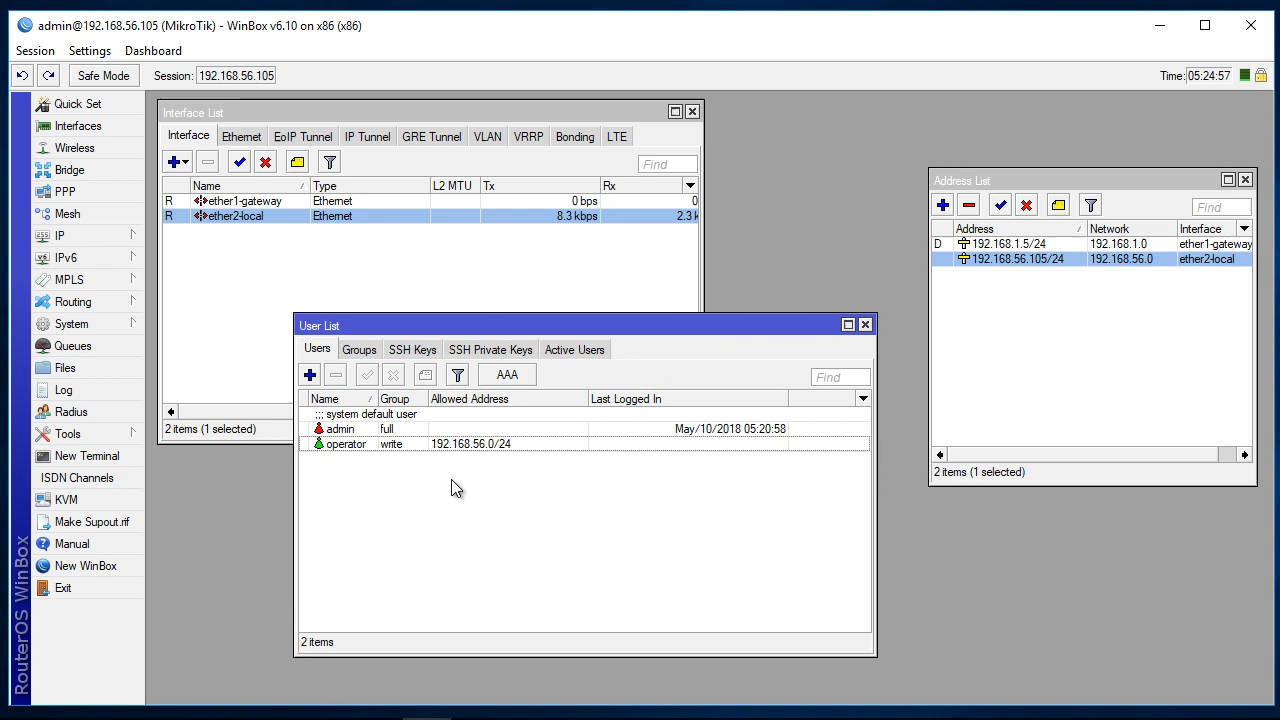 admin@192.168.56.105 (MikroTik) - WinBox v6.10 on x86 (x86)
Session Settings Dashboard
Safe Mode Session: 192.168.56.105 Time: 05:24:57
Quick Set
Interfaces
Wireless
Bridge
PPP
Mesh
IP
IPv6
MPLS
Routing
System
Queues
Files
Log
Radius
Tools
New Terminal
ISDN Channels
KVM
Make Supout.rif
Manual
New WinBox
Exit
RouterOS WinBox
Interface List
Interface Ethernet EoIP Tunnel IP Tunnel GRE Tunnel VLAN VRRP Bonding LTE
Find
Name Type L2 MTU Tx Rx
R ether1-gateway Ethernet 0 bps 0
R ether2-local Ethernet 8.3 kbps 2.3 k
2 items (1 selected)
User List
Users Groups SSH Keys SSH Private Keys Active Users
AAA Find
Name Group Allowed Address Last Logged In
;;; system default user
admin full May/10/2018 05:20:58
operator write 192.168.56.0/24
2 items
Address List
Find
Address Network Interface
D 192.168.1.5/24 192.168.1.0 ether1-gateway
192.168.56.105/24 192.168.56.0 ether2-local
2 items (1 selected)